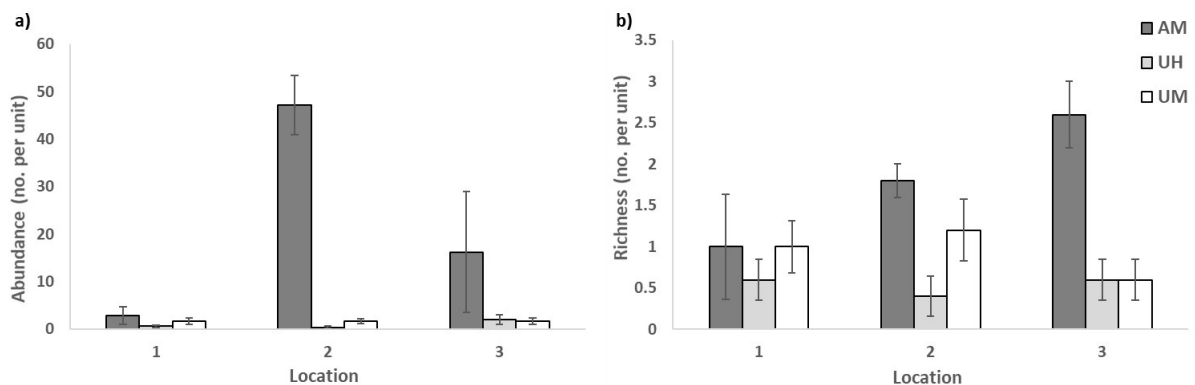 a)
60
50
40
30
20
10
0
Abundance (no. per unit)
1 2 3
Location
b)
3.5
3
2.5
2
1.5
1
0.5
0
Richness (no. per unit)
1 2 3
Location
AM
UH
UM